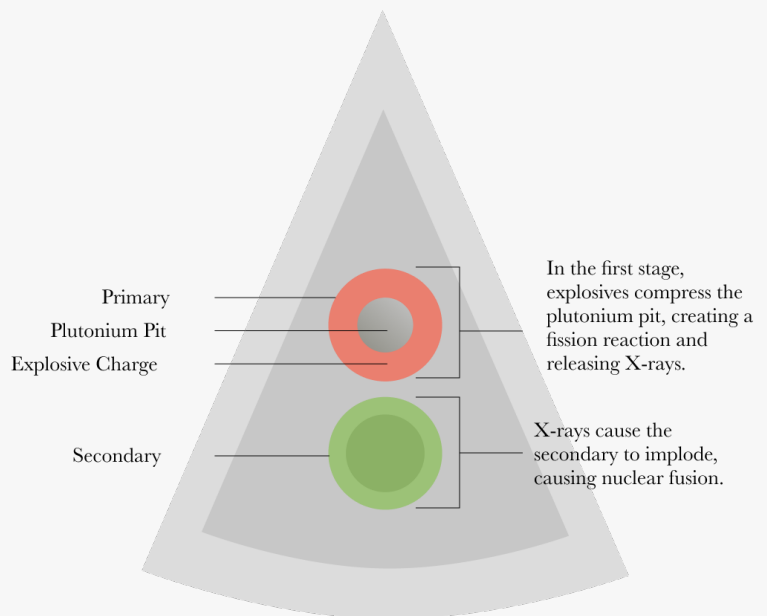 Primary
Plutonium Pit
Explosive Charge
Secondary
In the first stage,
explosives compress the
plutonium pit, creating a
fission reaction and
releasing X-rays.
X-rays cause the
secondary to implode,
causing nuclear fusion.